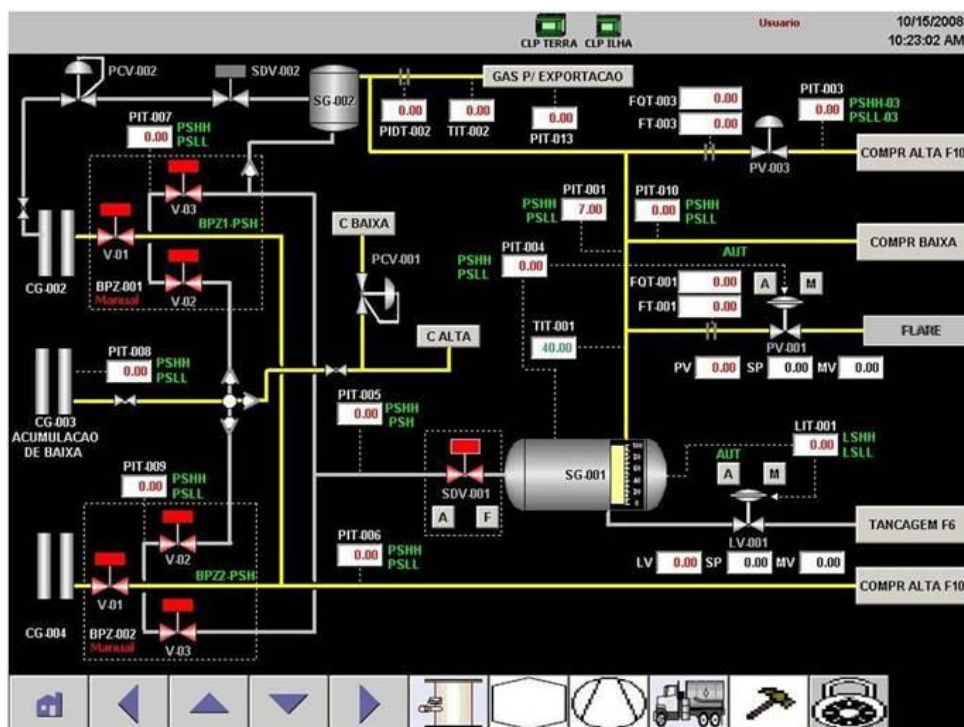 Usuario
10/15/2008
10:23:02 AM
CLP TERRA
CLP ILHA
PCV-002
SDV-002
SG-002
GAS P/ EXPORTACAO
0.00
PIDT-002
0.00
TIT-002
0.00
PIT-013
FQT-003
0.00
FT-003
0.00
PIT-003
0.00
PSHH-03
PSLL-03
PV-003
COMPR ALTA F10
PIT-007
0.00
PSHH
PSLL
V-03
V-01
BPZ1-PSH
V-02
BPZ-001
Manual
CG-002
C BAIXA
PCV-001
C ALTA
PIT-001
PSHH
PSLL
7.00
PIT-010
0.00
PSHH
PSLL
COMPR BAIXA
PIT-004
PSHH
PSLL
0.00
AUT
FQT-001
0.00
FT-001
0.00
A
M
PV-001
FLARE
TIT-001
40.00
PV
0.00
SP
0.00
MV
0.00
PIT-008
0.00
PSHH
PSLL
CG-003
ACUMULACAO
DE BAIXA
PIT-005
0.00
PSHH
PSH
SDV-001
A
F
SG-001
100
80
60
40
20
0
LIT-001
0.00
LSHH
LSLL
AUT
A
M
LV-001
TANCAGEM F6
LV
0.00
SP
0.00
MV
0.00
PIT-009
0.00
PSHH
PSLL
V-02
V-01
BPZ2-PSH
BPZ-002
Manual
V-03
CG-004
PIT-006
0.00
PSHH
PSLL
COMPR ALTA F10